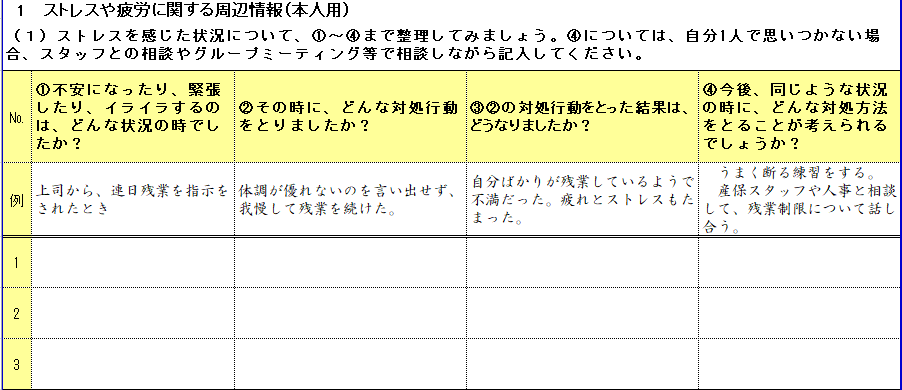 1　ストレスや疲労に関する周辺情報（本人用）
（１）ストレスを感じた状況について、①～④まで整理してみましょう。④については、自分1人で思いつかない場
合、スタッフとの相談やグループミーティング等で相談しながら記入してください。
No.
①不安になったり、緊張
したり、イライラするの
は、どんな状況の時でし
たか？
②その時に、どんな対処行動
をとりましたか？
③②の対処行動をとった結果は、
どうなりましたか？
④今後、同じような状況
の時に、どんな対処方法
をとることが考えられる
でしょうか？
例
上司から、連日残業を指示を
されたとき
体調が優れないのを言い出せず、
我慢して残業を続けた。
自分ばかりが残業しているようで
不満だった。疲れとストレスもた
まった。
うまく断る練習をする。
産保スタッフや人事と相談
して、残業制限について話し
合う。
1
2
3